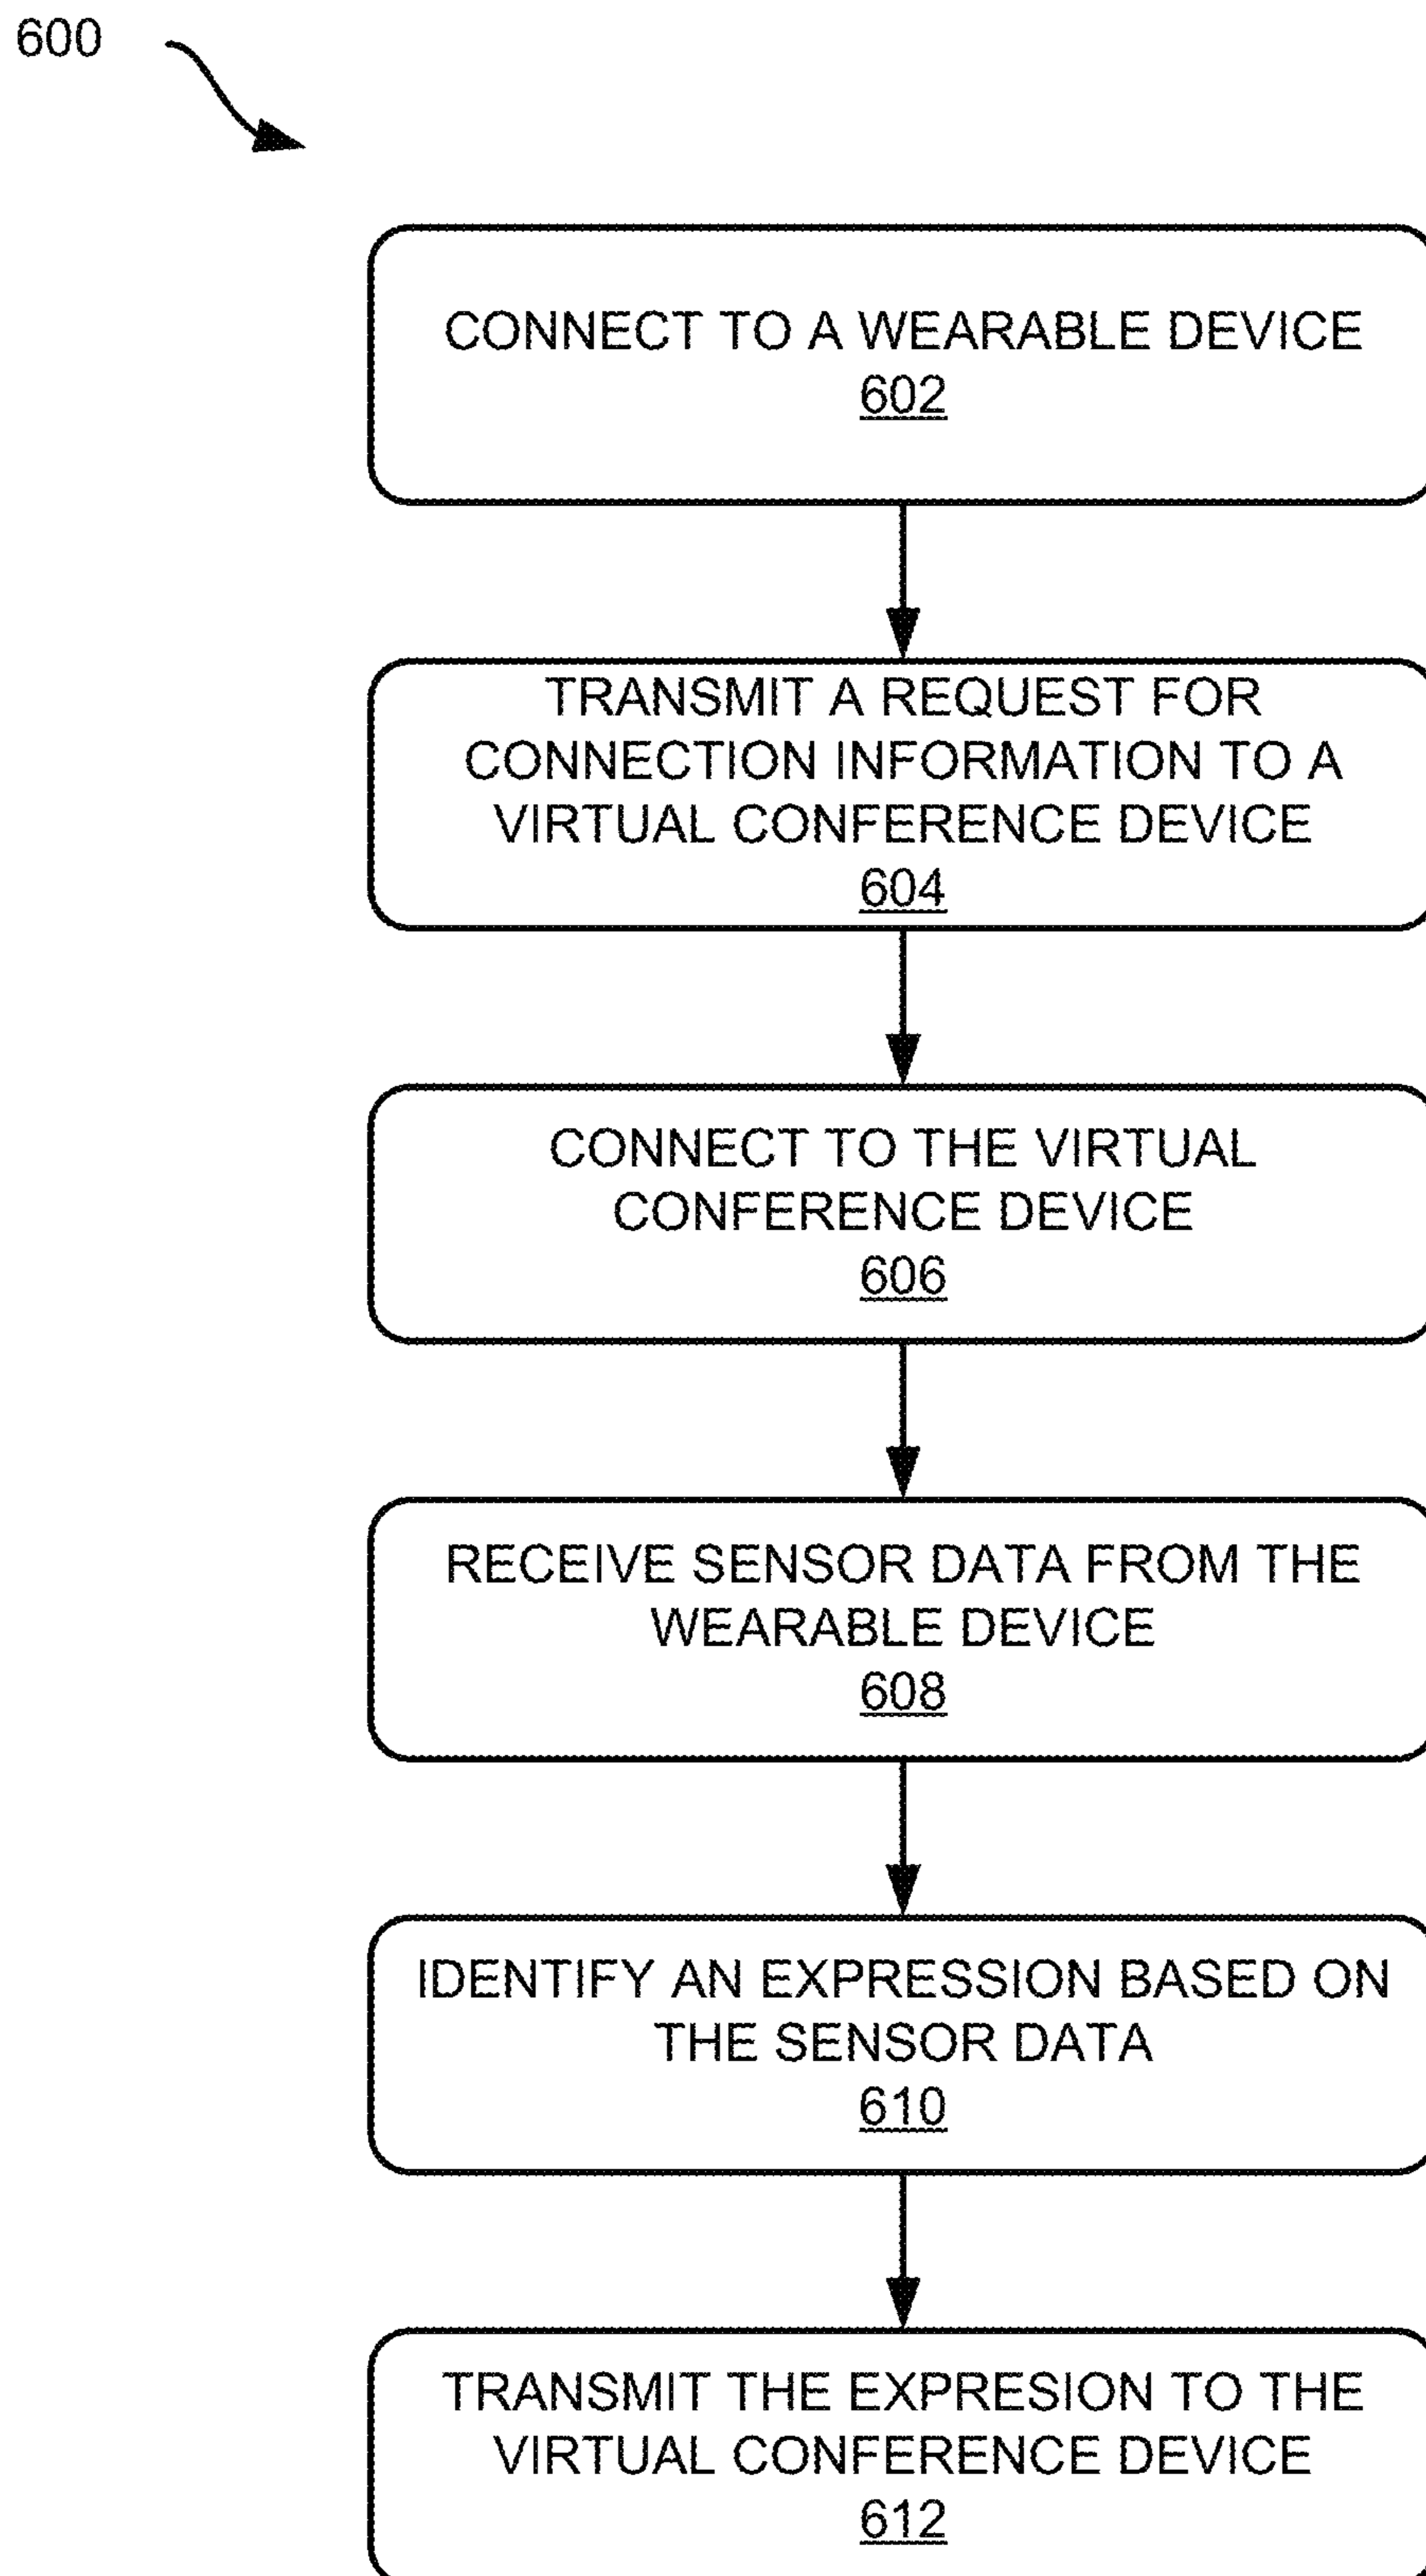 600
CONNECT TO A WEARABLE DEVICE
602
TRANSMIT A REQUEST FOR
CONNECTION INFORMATION TO A
VIRTUAL CONFERENCE DEVICE
604
CONNECT TO THE VIRTUAL
CONFERENCE DEVICE
606
RECEIVE SENSOR DATA FROM THE
WEARABLE DEVICE
608
IDENTIFY AN EXPRESSION BASED ON
THE SENSOR DATA
610
TRANSMIT THE EXPRESION TO THE
VIRTUAL CONFERENCE DEVICE
612